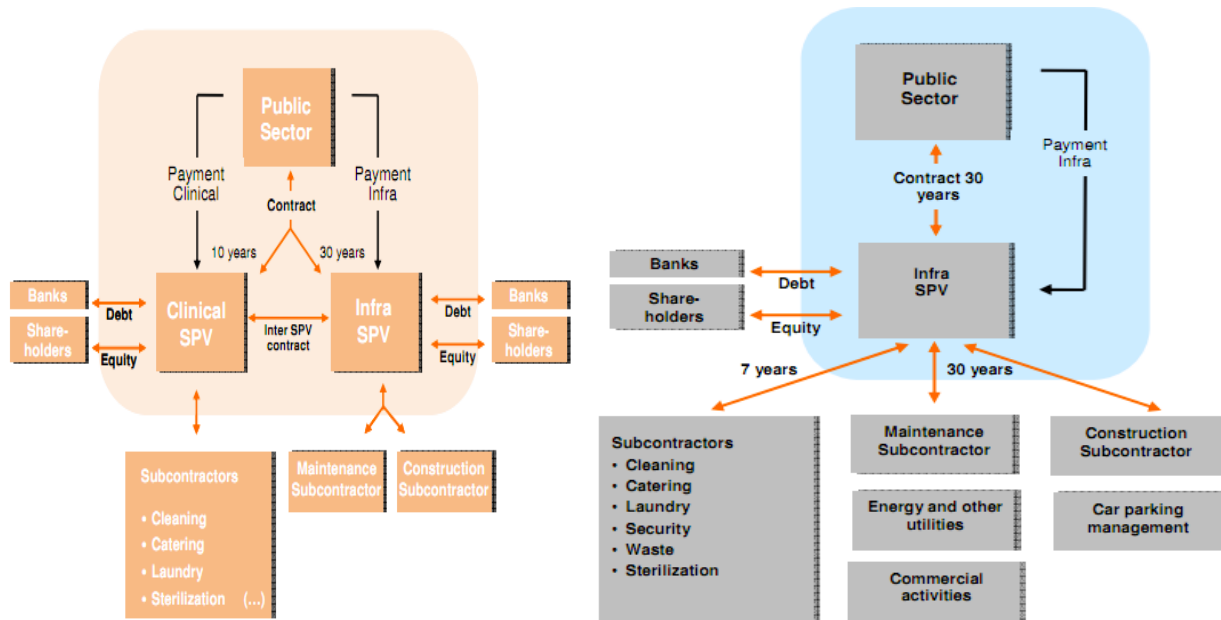 Public
Sector
Payment
Clinical
Payment
Infra
Contract
10 years
30 years
Banks
Share-
holders
Debt
Equity
Clinical
SPV
Inter SPV
contract
Infra
SPV
Debt
Equity
Banks
Share-
holders
Subcontractors
• Cleaning
• Catering
• Laundry
• Sterilization (...)
Maintenance
Subcontractor
Construction
Subcontractor
Public
Sector
Payment
Infra
Contract 30
years
Banks
Share-
holders
Debt
Equity
Infra
SPV
7 years
30 years
Subcontractors
• Cleaning
• Catering
• Laundry
• Security
• Waste
• Sterilization
Maintenance
Subcontractor
Energy and other
utilities
Commercial
activities
Construction
Subcontractor
Car parking
management